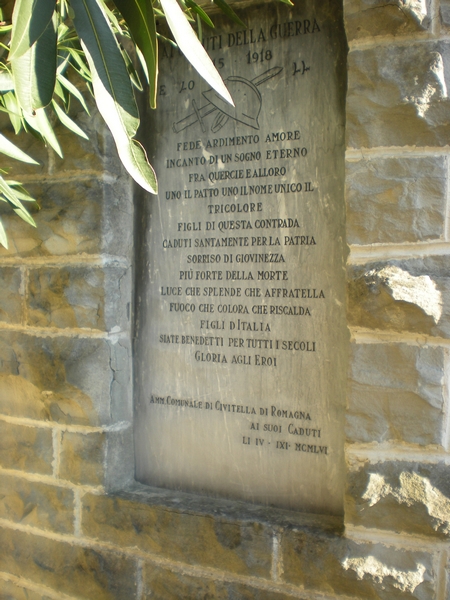 DELLA GUERRA
1918
FEDE ARDIMENTO AMORE
INCANTO DI UN SOGNO ETERNO
FRA QUERCIE E ALLORO
UNO IL PATTO UNO IL NOME UNICO IL
TRICOLORE
FIGLI DI QUESTA CONTRADA
CADUTI SANTAMENTE PER LA PATRIA
SORRISO DI GIOVINEZZA
PIÙ FORTE DELLA MORTE
LUCE CHE SPLENDE CHE AFFRATELLA
FUOCO CHE COLORA CHE RISCALDA
FIGLI D'ITALIA
SIATE BENEDETTI PER TUTTI I SECOLI
GLORIA AGLI EROI
AMM. COMUNALE DI CIVITELLA DI ROMAGNA
AI SUOI CADUTI
LI IV - XI - MCMLVI